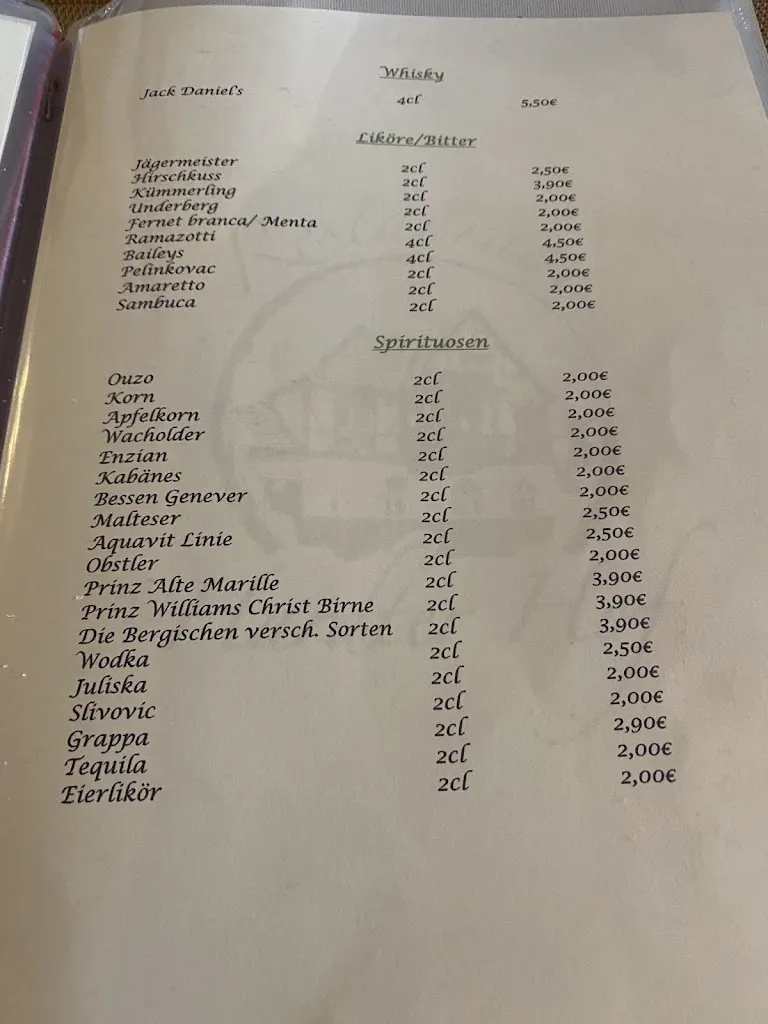 Whisky
Jack Daniel's 4cl 5,50€
Liköre/Bitter
Jägermeister 2cl 2,50€
Hirschkuss 2cl 3,90€
Kümmerling 2cl 2,00€
Underberg 2cl 2,00€
Fernet branca/ Menta 2cl 2,00€
Ramazotti 4cl 4,50€
Baileys 4cl 4,50€
Pelinkovac 2cl 2,00€
Amaretto 2cl 2,00€
Sambuca 2cl 2,00€
Spirituosen
Ouzo 2cl 2,00€
Korn 2cl 2,00€
Apfelkorn 2cl 2,00€
Wacholder 2cl 2,00€
Enzian 2cl 2,00€
Kabänes 2cl 2,00€
Bessen Genever 2cl 2,00€
Malteser 2cl 2,50€
Aquavit Linie 2cl 2,50€
Obstler 2cl 2,00€
Prinz Alte Marille 2cl 3,90€
Prinz Williams Christ Birne 2cl 3,90€
Die Bergischen versch. Sorten 2cl 3,90€
Wodka 2cl 2,50€
Juliska 2cl 2,00€
Slivovic 2cl 2,00€
Grappa 2cl 2,90€
Tequila 2cl 2,00€
Eierlikör 2cl 2,00€